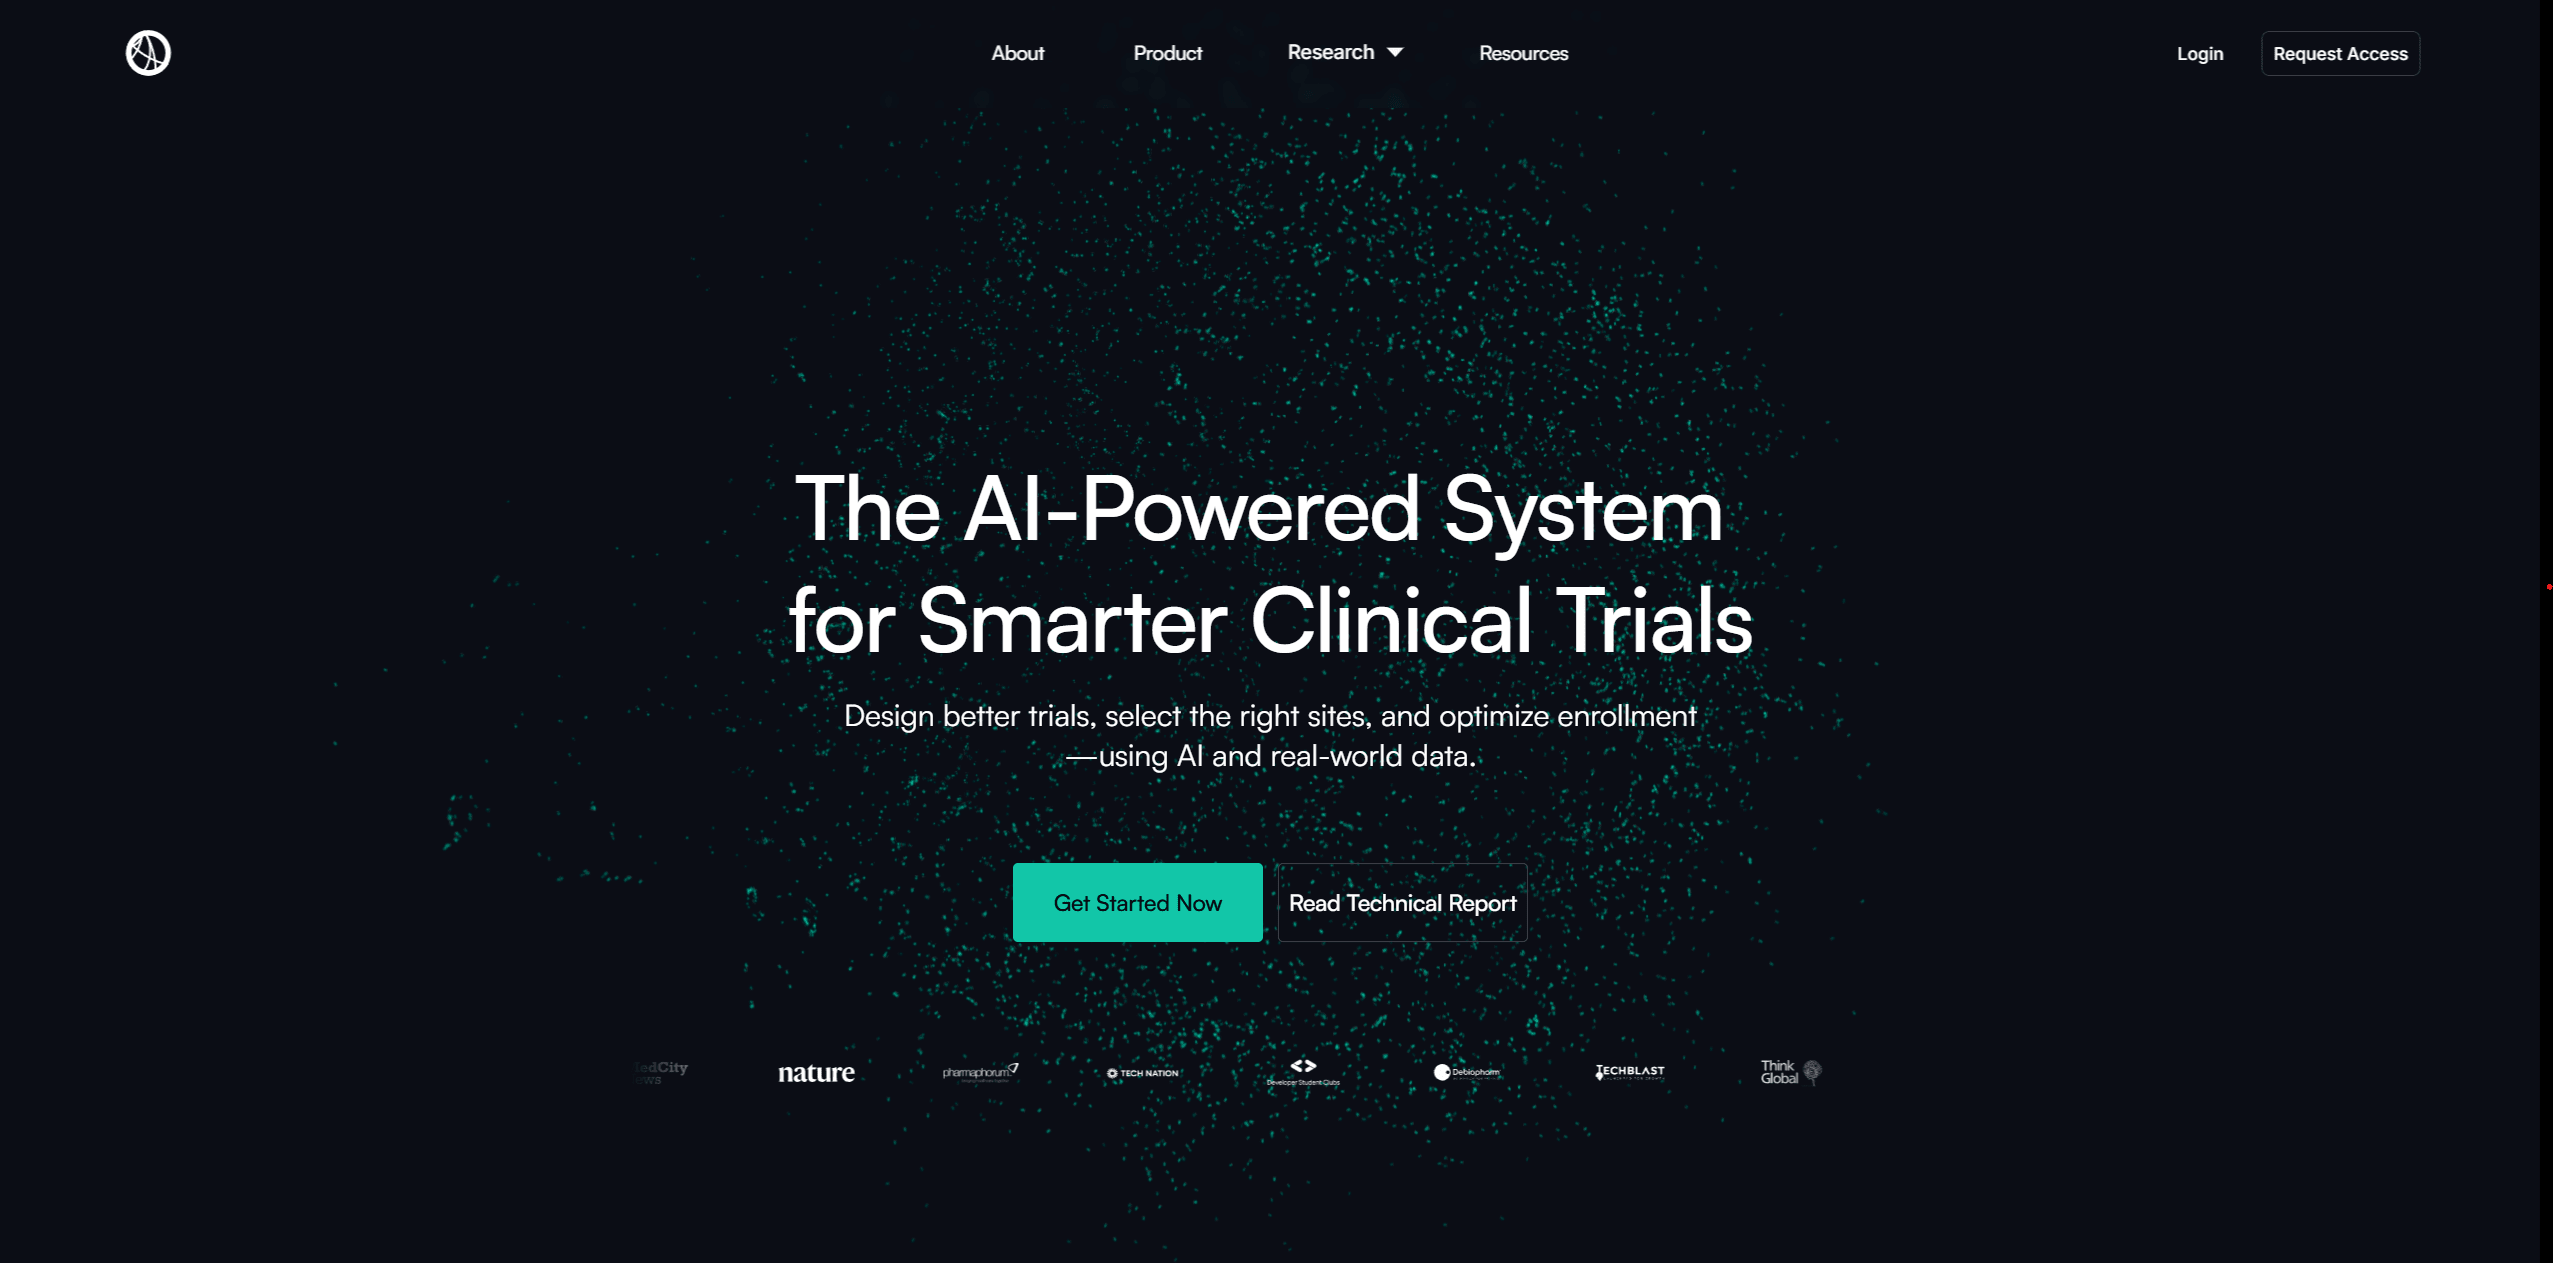 About
Product
Research
Resources
Login
Request Access
The AI-Powered System
for Smarter Clinical Trials
Design better trials, select the right sites, and optimize enrollment
—using AI and real-world data.
Get Started Now
Read Technical Report
edCity
ews
nature
pharmaphorum
TECH NATION
Developer Student Clubs
Debiopharm
TECHBLAST
Think
Global